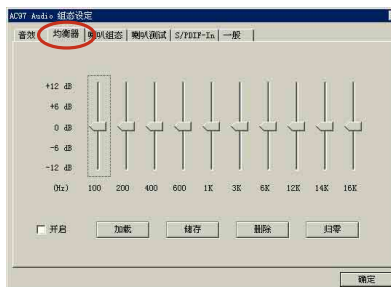 AC97 Audio 组态设定
音效 均衡器 喇叭组态 喇叭测试 S/PDIF-In 一般
+12 dB
+6 dB
0 dB
-6 dB
-12 dB
(Hz) 100 200 400 600 1K 3K 6K 12K 14K 16K
开启 加载 储存 删除 归零
确定